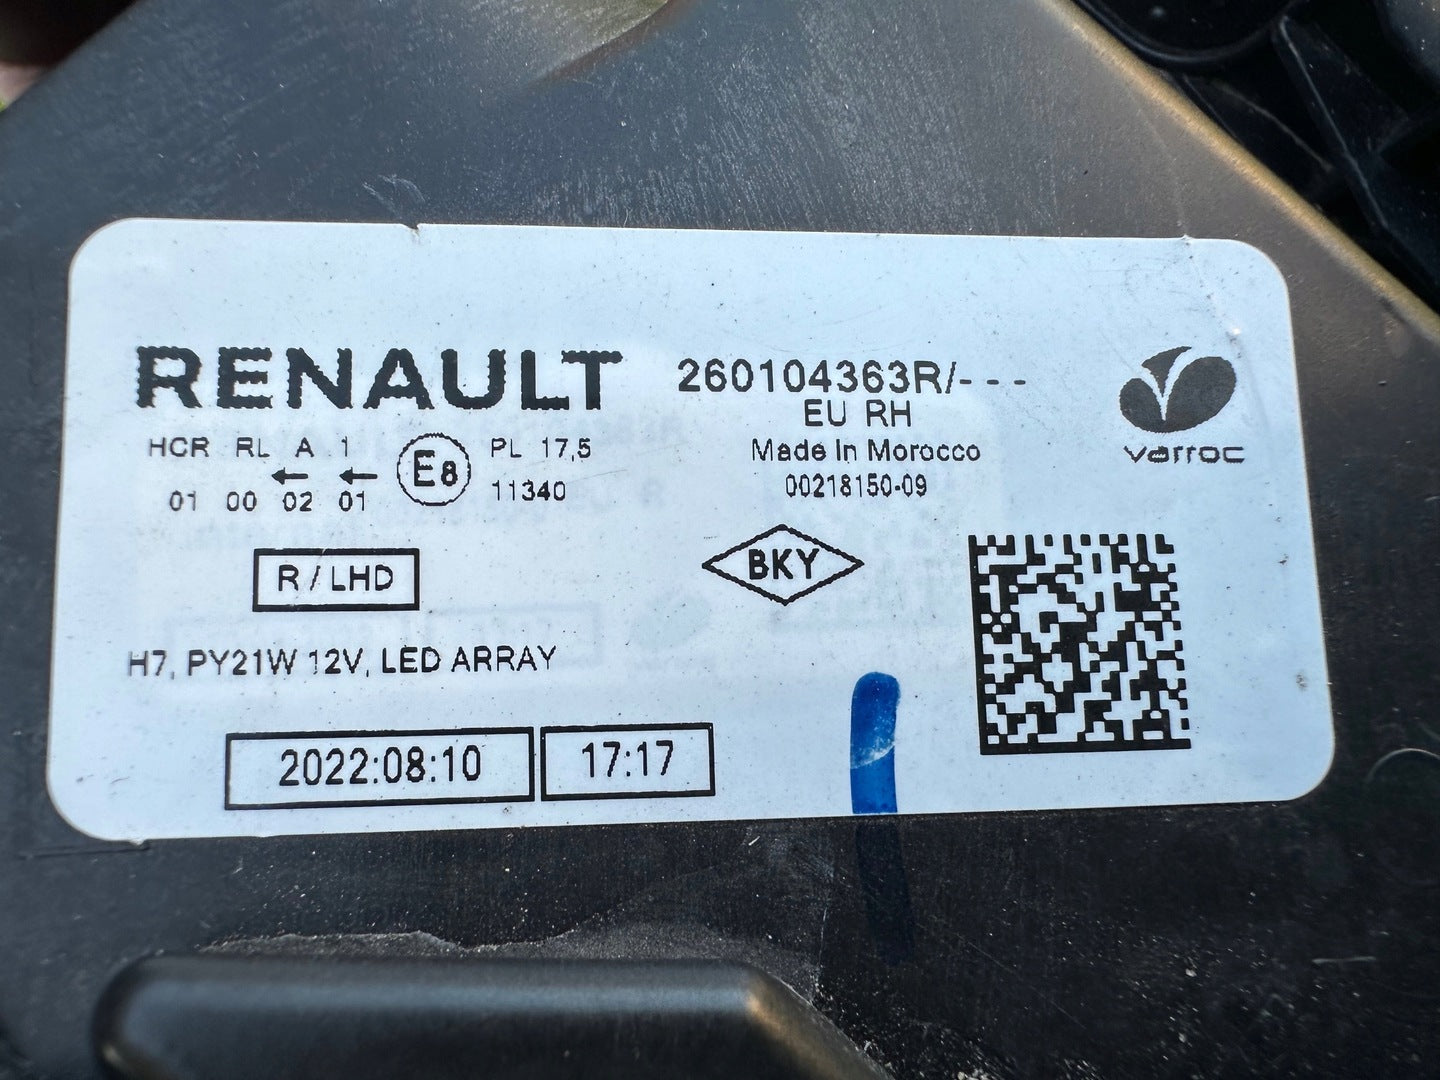 RENAULT 260104363R/---
EU RH
HCR RL A 1 E8 PL 17,5
← ←
01 00 02 01 11340
Made In Morocco
00218150-09
varroc
R / LHD
BKY
H7, PY21W 12V, LED ARRAY
2022:08:10 17:17